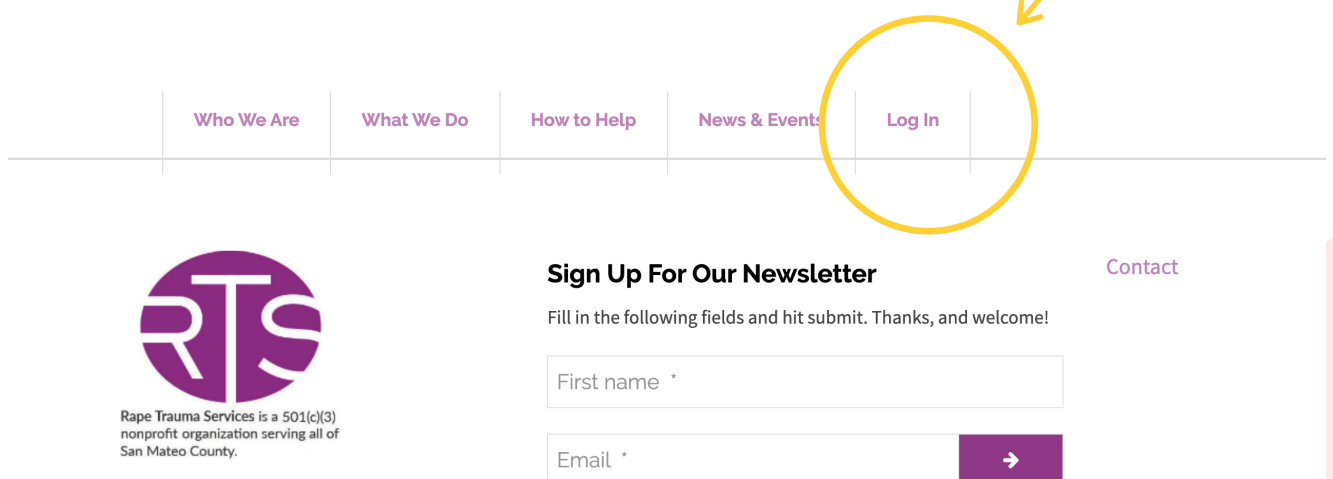 Who We Are
What We Do
How to Help
News & Events
Log In
RTS
Rape Trauma Services is a 501(c)(3)
nonprofit organization serving all of
San Mateo County.
Sign Up For Our Newsletter
Fill in the following fields and hit submit. Thanks, and welcome!
First name *
Email *
Contact